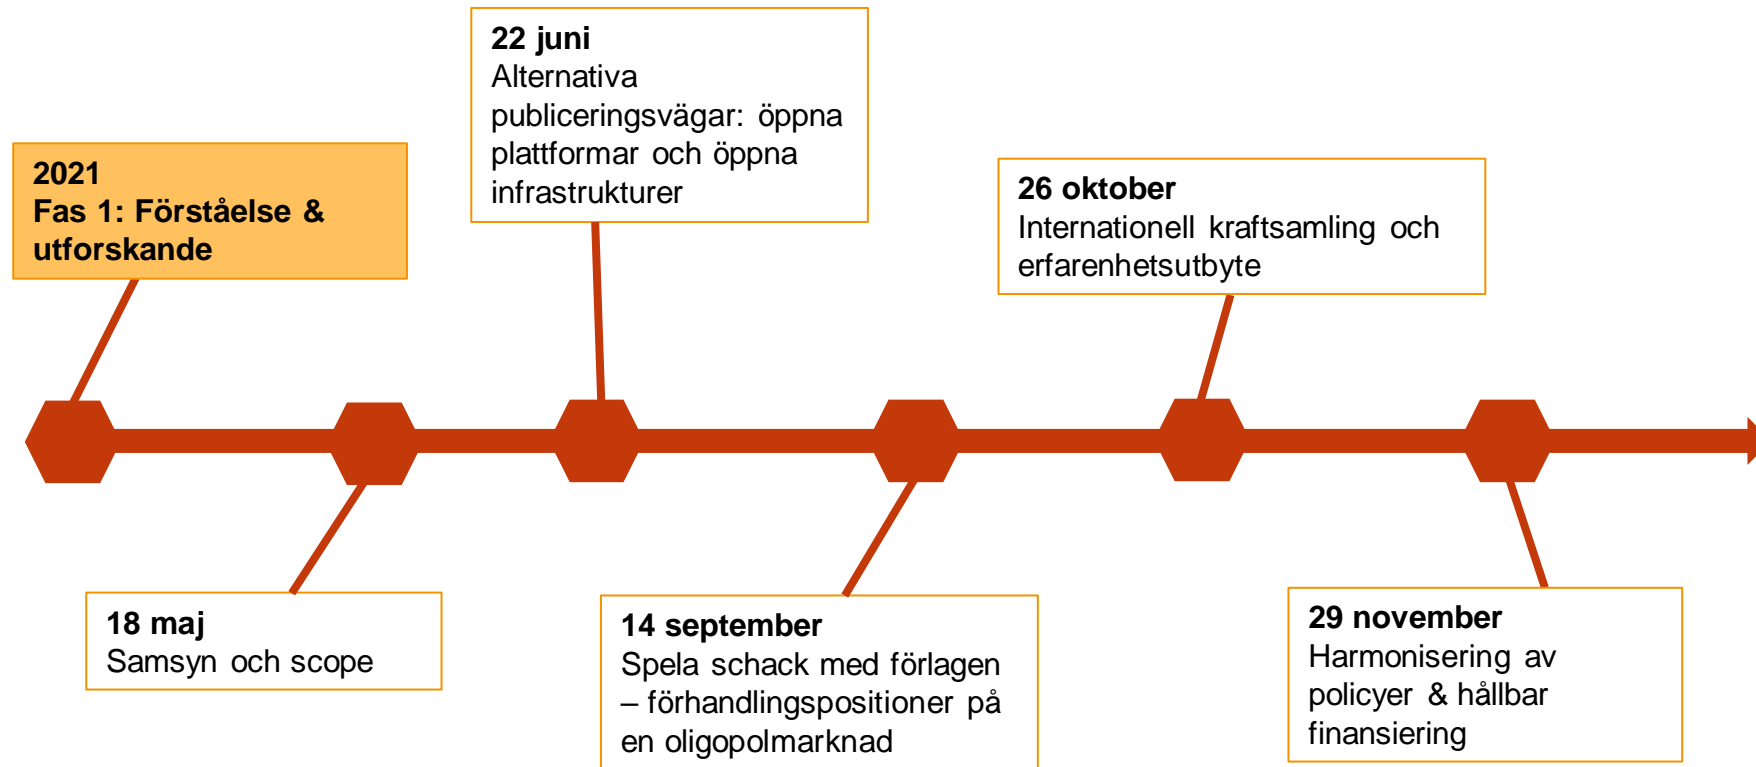 2021
Fas 1: Förståelse &
utforskande
18 maj
Samsyn och scope
22 juni
Alternativa
publiceringsvägar: öppna
plattformar och öppna
infrastrukturer
14 september
Spela schack med förlagen
– förhandlingspositioner på
en oligopolmarknad
26 oktober
Internationell kraftsamling och
erfarenhetsutbyte
29 november
Harmonisering av
policyer & hållbar
finansiering